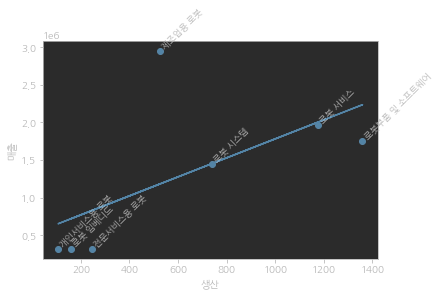 1e6
3.0
2.5
2.0
1.5
1.0
0.5
매출
제조업용 로봇
로봇부품 및 소프트웨어
로봇 서비스
로봇 시스템
개인서비스용 로봇
로봇 임베디드
전문서비스용 로봇
200 400 600 800 1000 1200 1400
생산